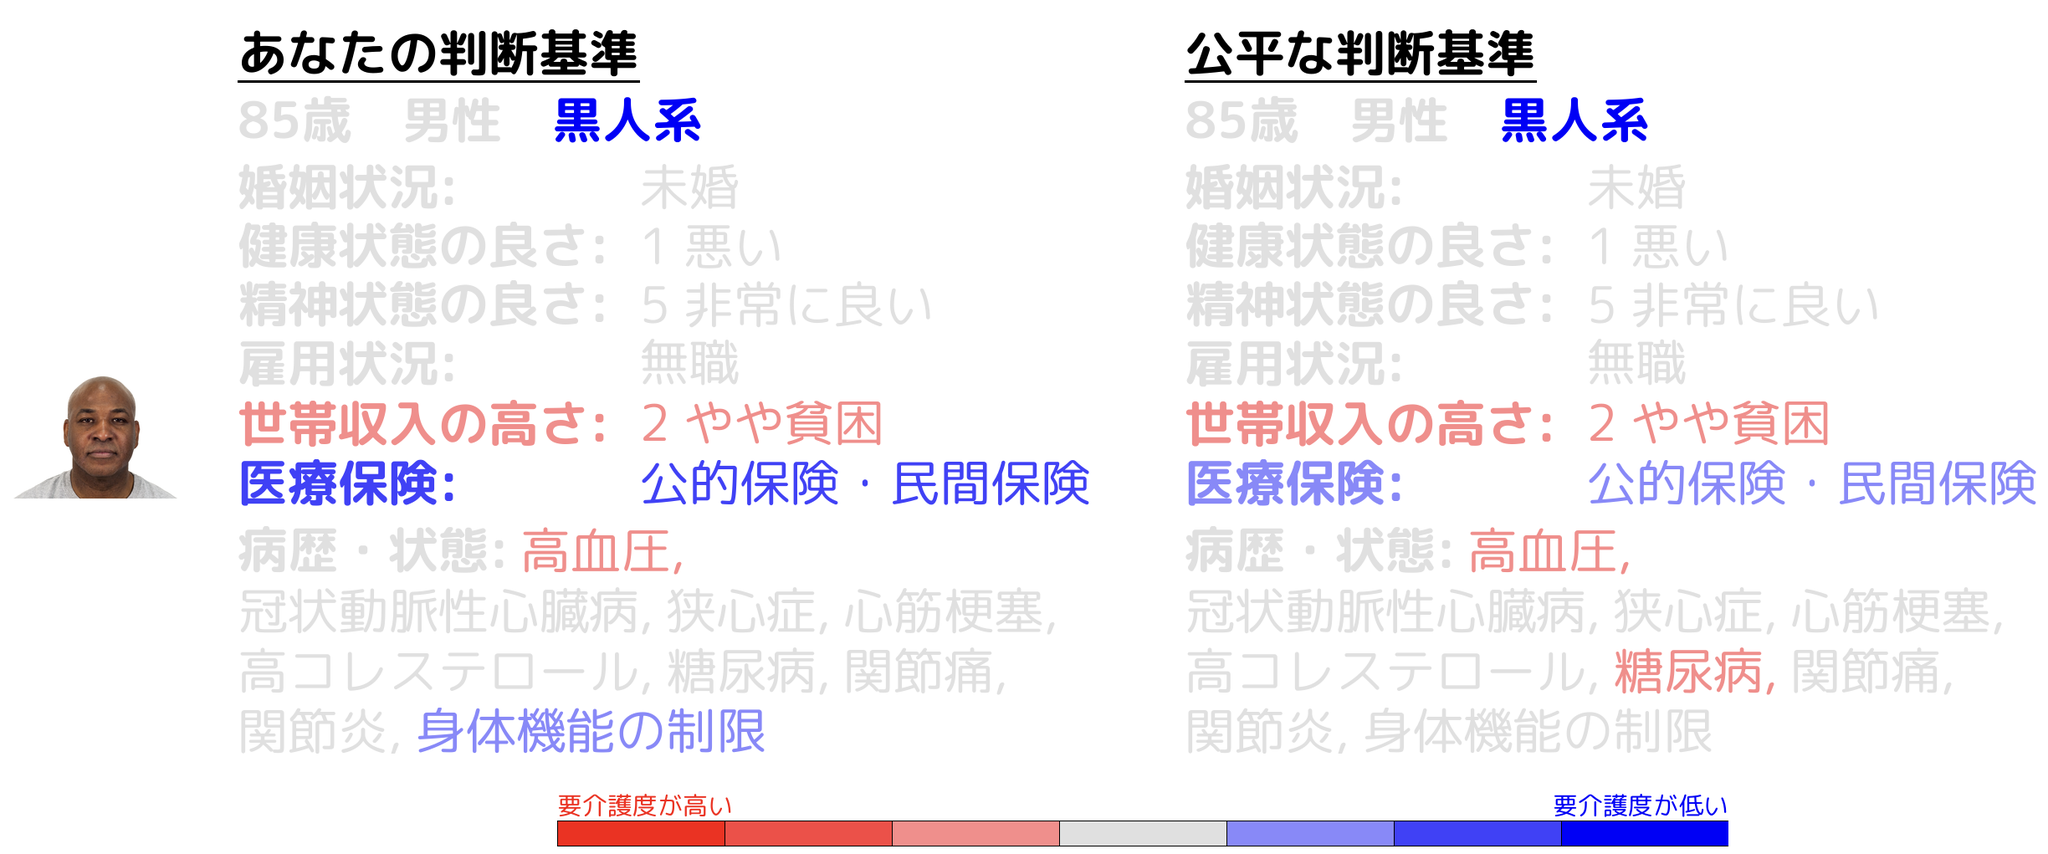 あなたの判断基準
85歳 男性 黒人系
婚姻状況: 未婚
健康状態の良さ: 1 悪い
精神状態の良さ: 5 非常に良い
雇用状況: 無職
世帯収入の高さ: 2 やや貧困
医療保険: 公的保険・民間保険
病歴・状態: 高血圧,
冠状動脈性心臓病, 狭心症, 心筋梗塞,
高コレステロール, 糖尿病, 関節痛,
関節炎, 身体機能の制限
公平な判断基準
85歳 男性 黒人系
婚姻状況: 未婚
健康状態の良さ: 1 悪い
精神状態の良さ: 5 非常に良い
雇用状況: 無職
世帯収入の高さ: 2 やや貧困
医療保険: 公的保険・民間保険
病歴・状態: 高血圧,
冠状動脈性心臓病, 狭心症, 心筋梗塞,
高コレステロール, 糖尿病, 関節痛,
関節炎, 身体機能の制限
要介護度が高い
要介護度が低い